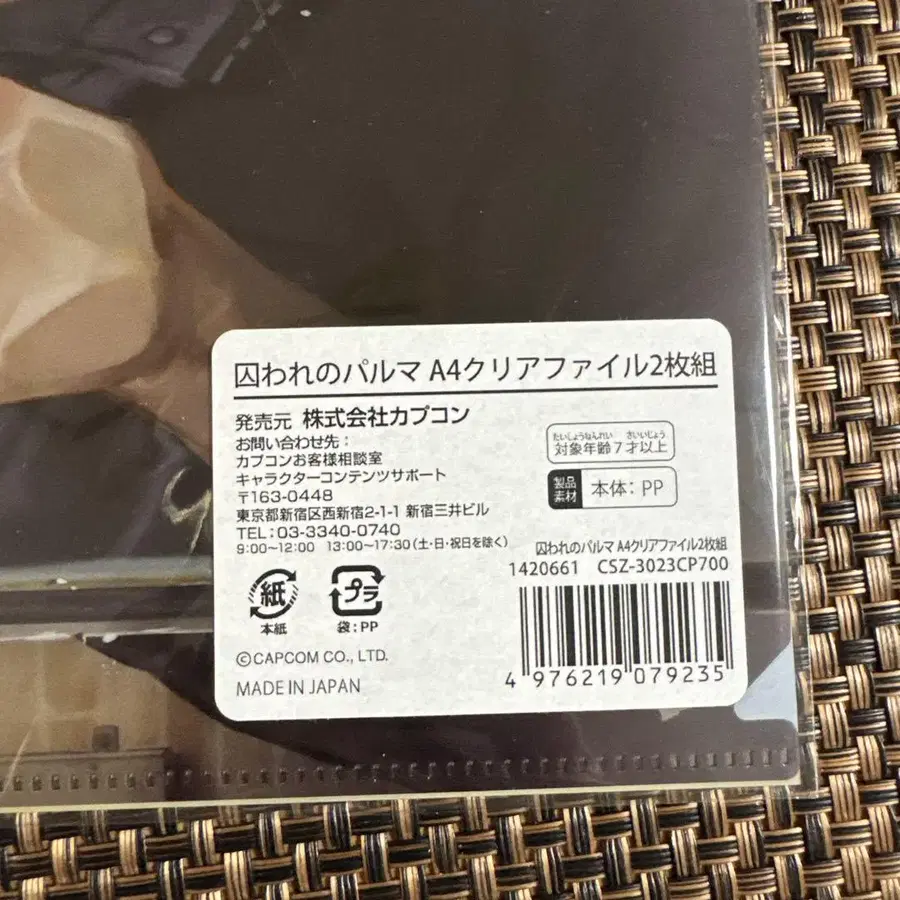 囚われのパルマ A4クリアファイル2枚組
発売元 株式会社カプコン
お問い合わせ先：
カプコンお客様相談室
キャラクターコンテンツサポート
〒163-0448
東京都新宿区西新宿2-1-1 新宿三井ビル
TEL：03-3340-0740
9:00〜12:00 13:00〜17:30（土・日・祝日を除く）
たいしょうねんれい さいいじょう
対象年齢7才以上
製品素材 本体：PP
囚われのパルマ A4クリアファイル2枚組
1420661 CSZ-3023CP700
紙
本紙
プラ
袋：PP
©CAPCOM CO., LTD.
MADE IN JAPAN
4 976219 079235